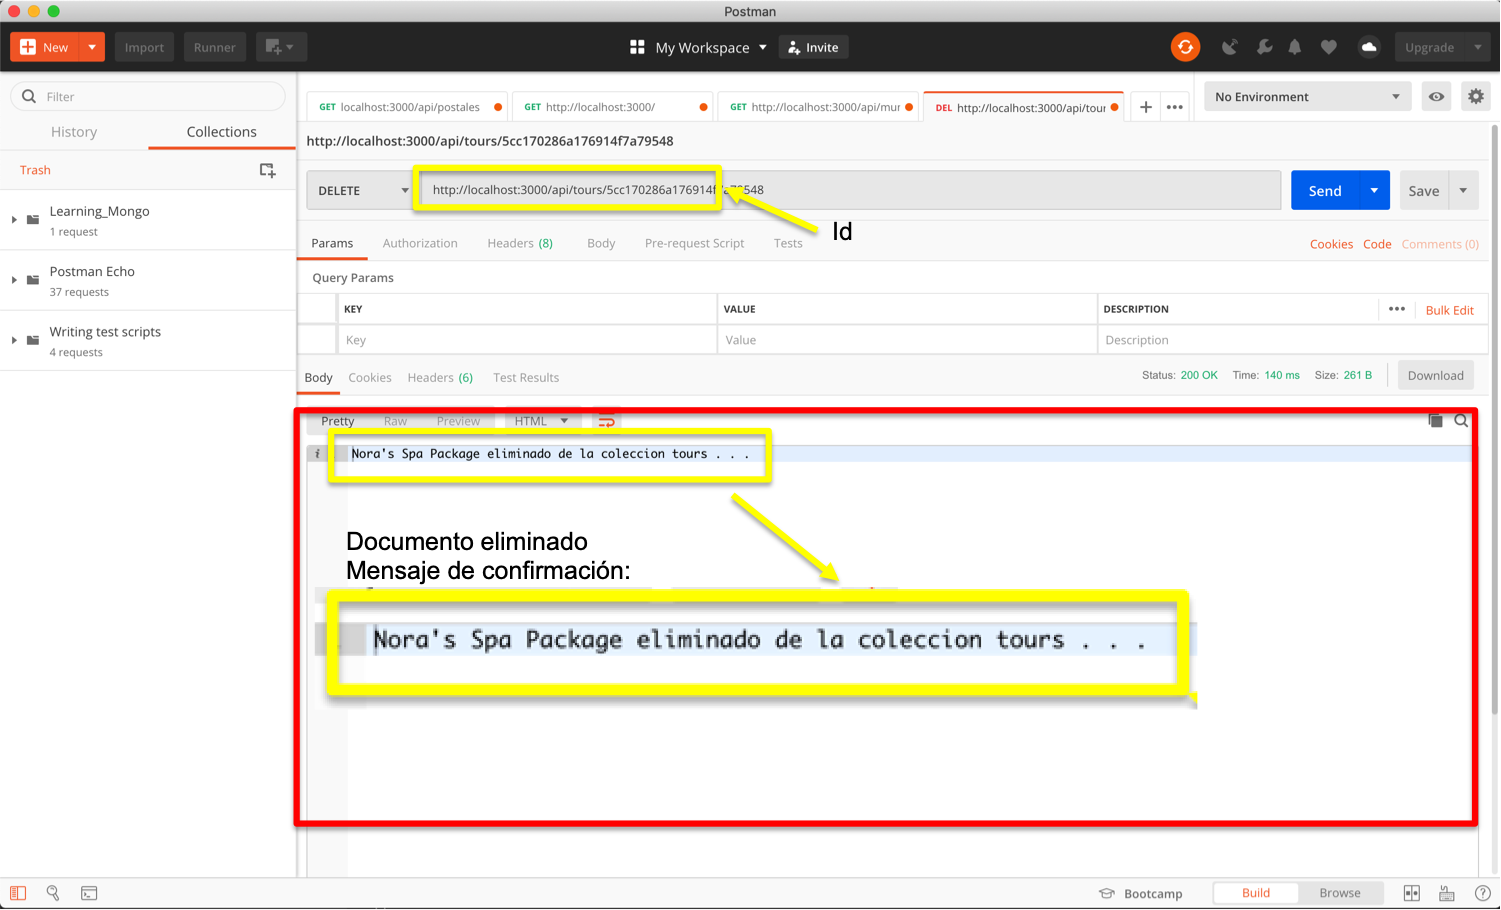 Postman
New
Import
Runner
My Workspace
Invite
Upgrade
Filter
History
Collections
Trash
Learning_Mongo
1 request
Postman Echo
37 requests
Writing test scripts
4 requests
GET localhost:3000/api/postales
GET http://localhost:3000/
GET http://localhost:3000/api/mur
DEL http://localhost:3000/api/tour
No Environment
http://localhost:3000/api/tours/5cc170286a176914f7a79548
DELETE
http://localhost:3000/api/tours/5cc170286a176914f7a79548
Send
Save
Id
Params
Authorization
Headers (8)
Body
Pre-request Script
Tests
Cookies
Code
Comments (0)
Query Params
KEY
VALUE
DESCRIPTION
Bulk Edit
Key
Value
Description
Body
Cookies
Headers (6)
Test Results
Status: 200 OK
Time: 140 ms
Size: 261 B
Download
Pretty
Raw
Preview
HTML
i
Nora's Spa Package eliminado de la coleccion tours . . .
Documento eliminado
Mensaje de confirmación:
Nora's Spa Package eliminado de la coleccion tours . . .
Bootcamp
Build
Browse